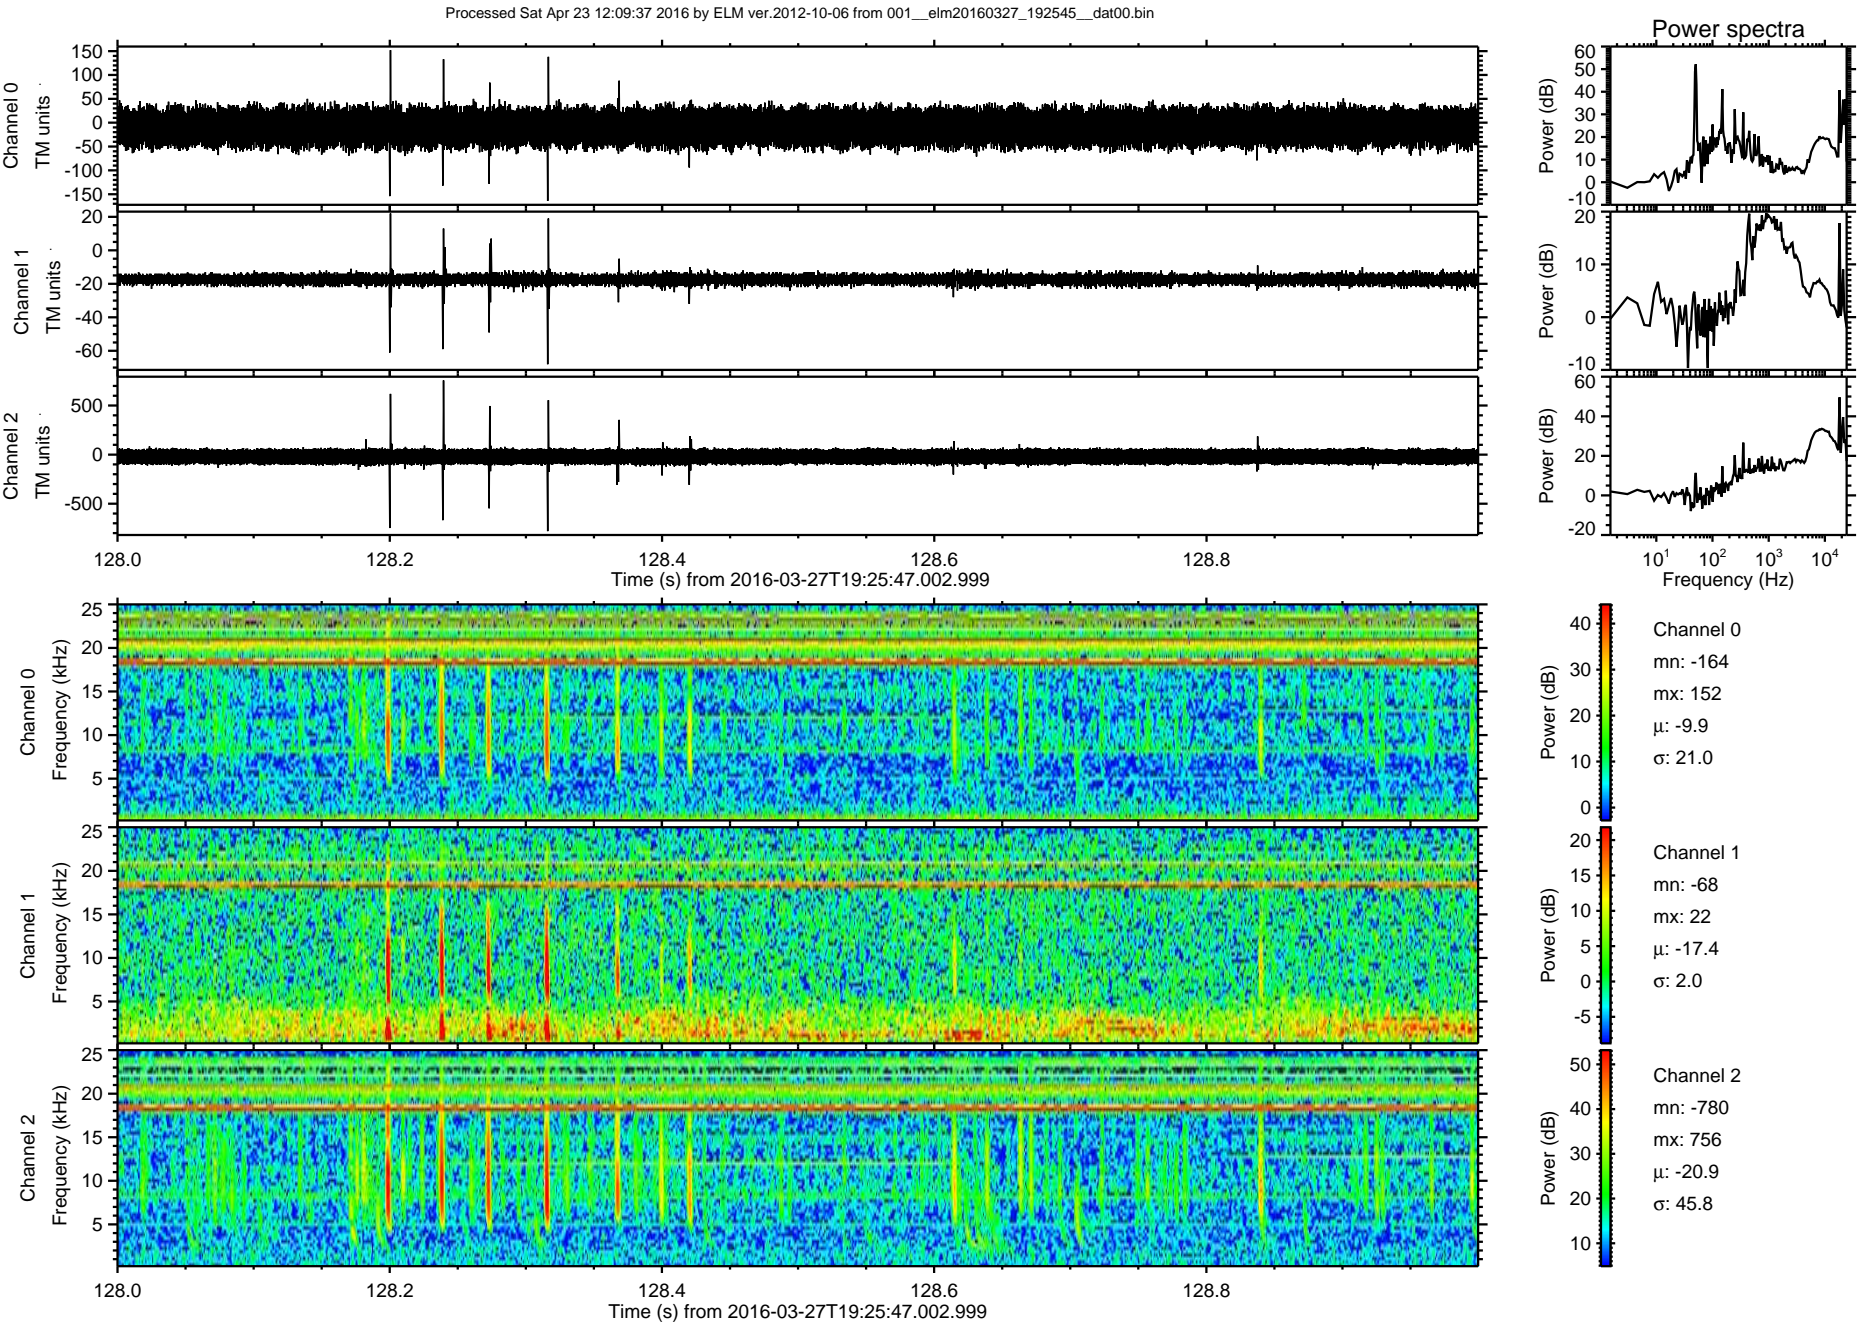 Processed Sat Apr 23 12:09:37 2016 by ELM ver.2012-10-06 from 001__elm20160327_192545__dat00.bin
Power spectra
Channel 0
TM units
150
100
50
0
-50
-100
-150
Power (dB)
60
50
40
30
20
10
0
-10
Channel 1
TM units
20
0
-20
-40
-60
Power (dB)
20
10
0
-10
Channel 2
TM units
500
0
-500
Power (dB)
60
40
20
0
-20
128.0 128.2 128.4 128.6 128.8
Time (s) from 2016-03-27T19:25:47.002.999
10^1 10^2 10^3 10^4
Frequency (Hz)
Channel 0
Frequency (kHz)
25
20
15
10
5
Power (dB)
40
30
20
10
0
Channel 0
mn: -164
mx: 152
μ: -9.9
σ: 21.0
Channel 1
Frequency (kHz)
25
20
15
10
5
Power (dB)
20
15
10
5
0
-5
Channel 1
mn: -68
mx: 22
μ: -17.4
σ: 2.0
Channel 2
Frequency (kHz)
25
20
15
10
5
Power (dB)
50
40
30
20
10
Channel 2
mn: -780
mx: 756
μ: -20.9
σ: 45.8
128.0 128.2 128.4 128.6 128.8
Time (s) from 2016-03-27T19:25:47.002.999